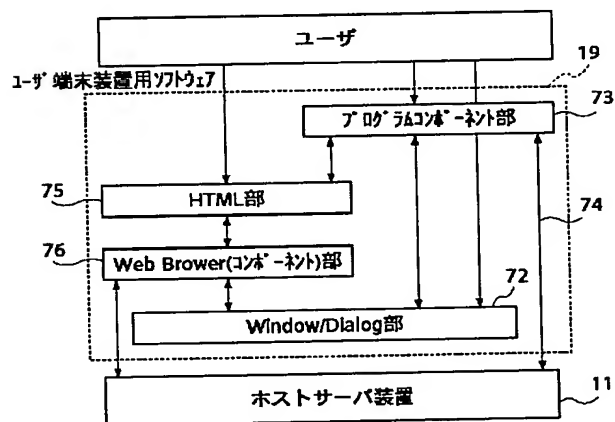 ユーザ
ユーザ端末装置用ソフトウェア
19
プログラムコンポーネント部
73
75
HTML部
74
76
Web Brower(コンポーネント)部
72
Window/Dialog部
ホストサーバ装置
11